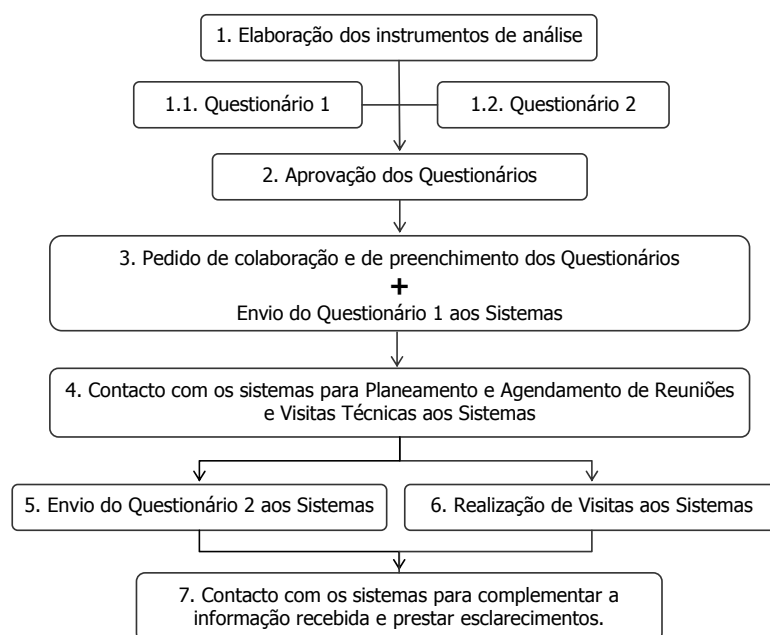 1. Elaboração dos instrumentos de análise
1.1. Questionário 1
1.2. Questionário 2
2. Aprovação dos Questionários
3. Pedido de colaboração e de preenchimento dos Questionários
+
Envio do Questionário 1 aos Sistemas
4. Contacto com os sistemas para Planeamento e Agendamento de Reuniões
e Visitas Técnicas aos Sistemas
5. Envio do Questionário 2 aos Sistemas
6. Realização de Visitas aos Sistemas
7. Contacto com os sistemas para complementar a
informação recebida e prestar esclarecimentos.